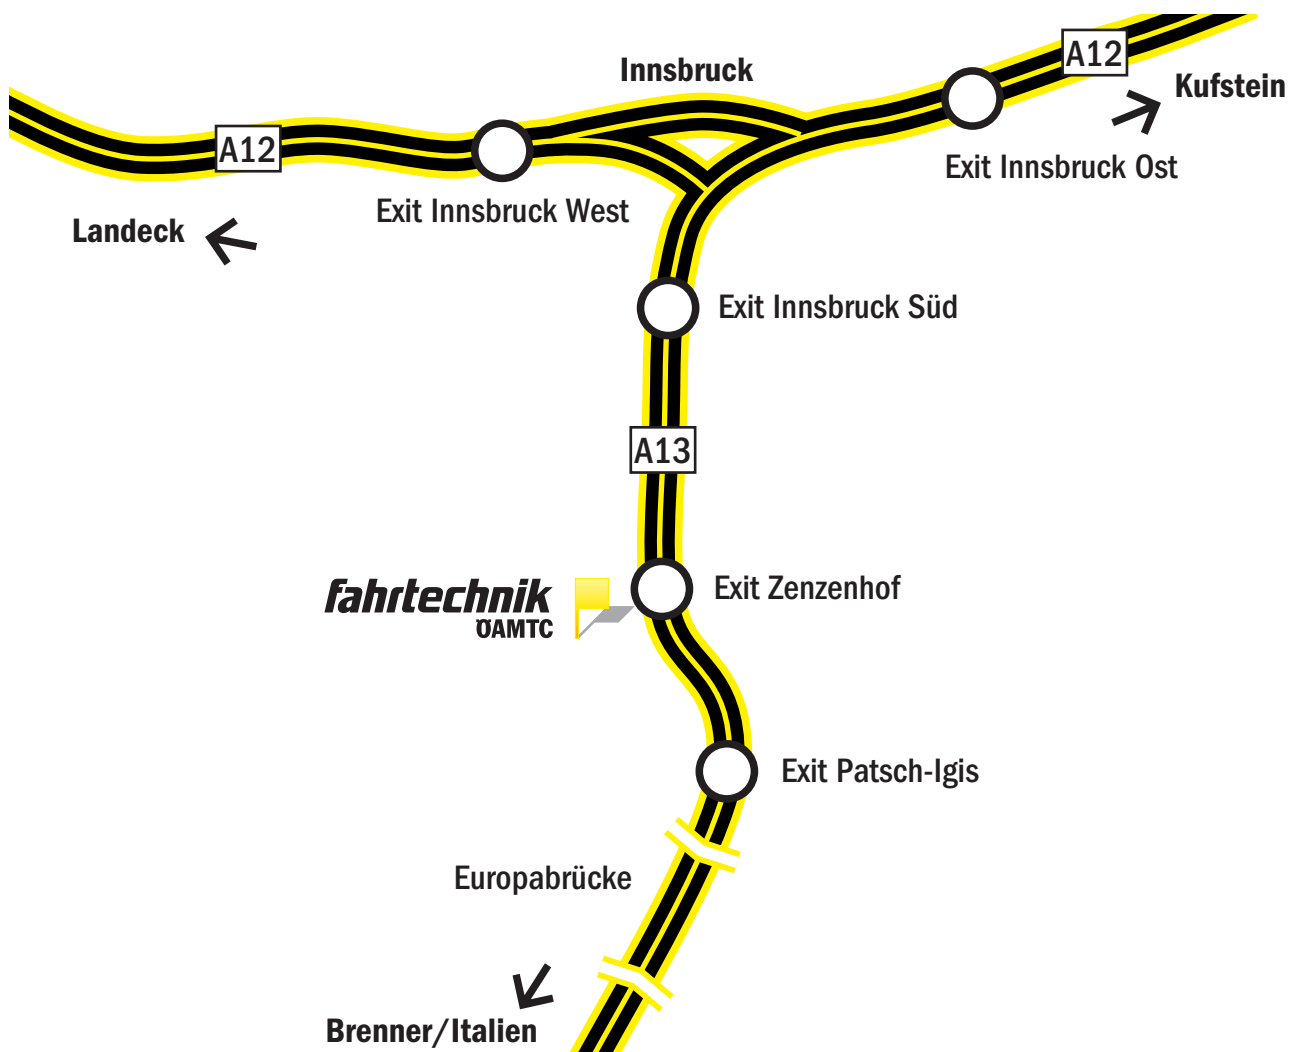 Innsbruck
A12
Kufstein
A12
Exit Innsbruck Ost
Exit Innsbruck West
Landeck
Exit Innsbruck Süd
A13
fahrtechnik
ÖAMTC
Exit Zenzenhof
Exit Patsch-Igis
Europabrücke
Brenner/Italien